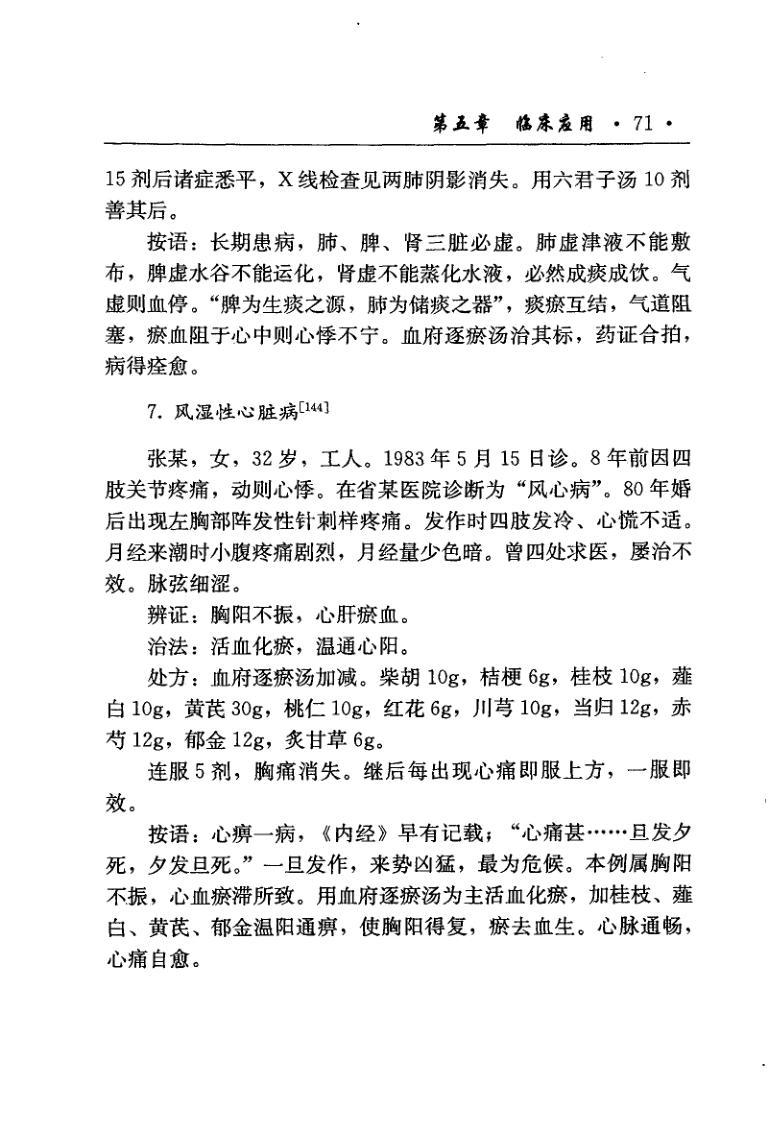 第五章 临床应用 · 71 ·
15 剂后诸症悉平，X 线检查见两肺阴影消失。用六君子汤 10 剂
善其后。
按语：长期患病，肺、脾、肾三脏必虚。肺虚津液不能敷
布，脾虚水谷不能运化，肾虚不能蒸化水液，必然成痰成饮。气
虚则血停。“脾为生痰之源，肺为储痰之器”，痰瘀互结，气道阻
塞，瘀血阻于心中则心悸不宁。血府逐瘀汤治其标，药证合拍，
病得痊愈。
7. 风湿性心脏病[144]
张某，女，32 岁，工人。1983 年 5 月 15 日诊。8 年前因四
肢关节疼痛，动则心悸。在省某医院诊断为“风心病”。80 年婚
后出现左胸部阵发性针刺样疼痛。发作时四肢发冷、心慌不适。
月经来潮时小腹疼痛剧烈，月经量少色暗。曾四处求医，屡治不
效。脉弦细涩。
辨证：胸阳不振，心肝瘀血。
治法：活血化瘀，温通心阳。
处方：血府逐瘀汤加减。柴胡 10g，桔梗 6g，桂枝 10g，薤
白 10g，黄芪 30g，桃仁 10g，红花 6g，川芎 10g，当归 12g，赤
芍 12g，郁金 12g，炙甘草 6g。
连服 5 剂，胸痛消失。继后每出现心痛即服上方，一服即
效。
按语：心痹一病，《内经》早有记载；“心痛甚……旦发夕
死，夕发旦死。”一旦发作，来势凶猛，最为危候。本例属胸阳
不振，心血瘀滞所致。用血府逐瘀汤为主活血化瘀，加桂枝、薤
白、黄芪、郁金温阳通痹，使胸阳得复，瘀去血生。心脉通畅，
心痛自愈。